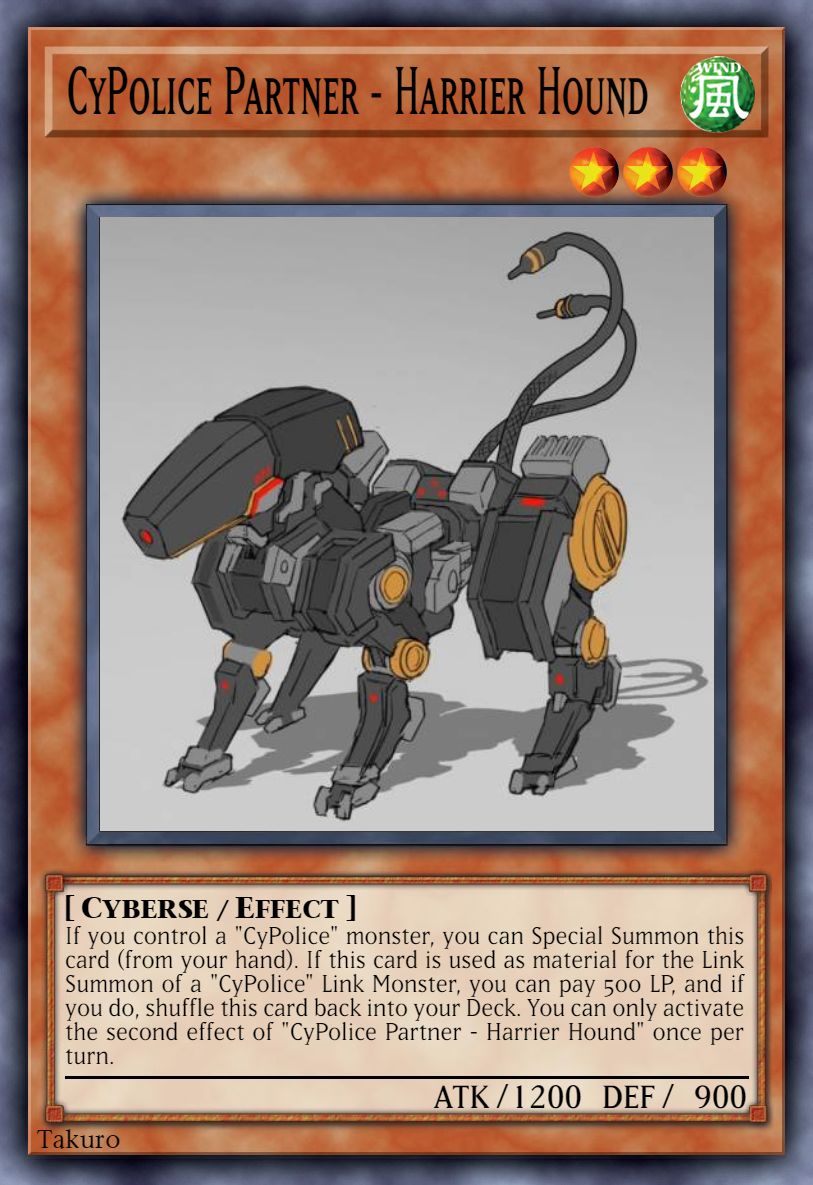 CyPolice Partner - Harrier Hound
WIND
風
[ Cyberse / Effect ]
If you control a "CyPolice" monster, you can Special Summon this
card (from your hand). If this card is used as material for the Link
Summon of a "CyPolice" Link Monster, you can pay 500 LP, and if
you do, shuffle this card back into your Deck. You can only activate
the second effect of "CyPolice Partner - Harrier Hound" once per
turn.
ATK / 1200 DEF / 900
Takuro